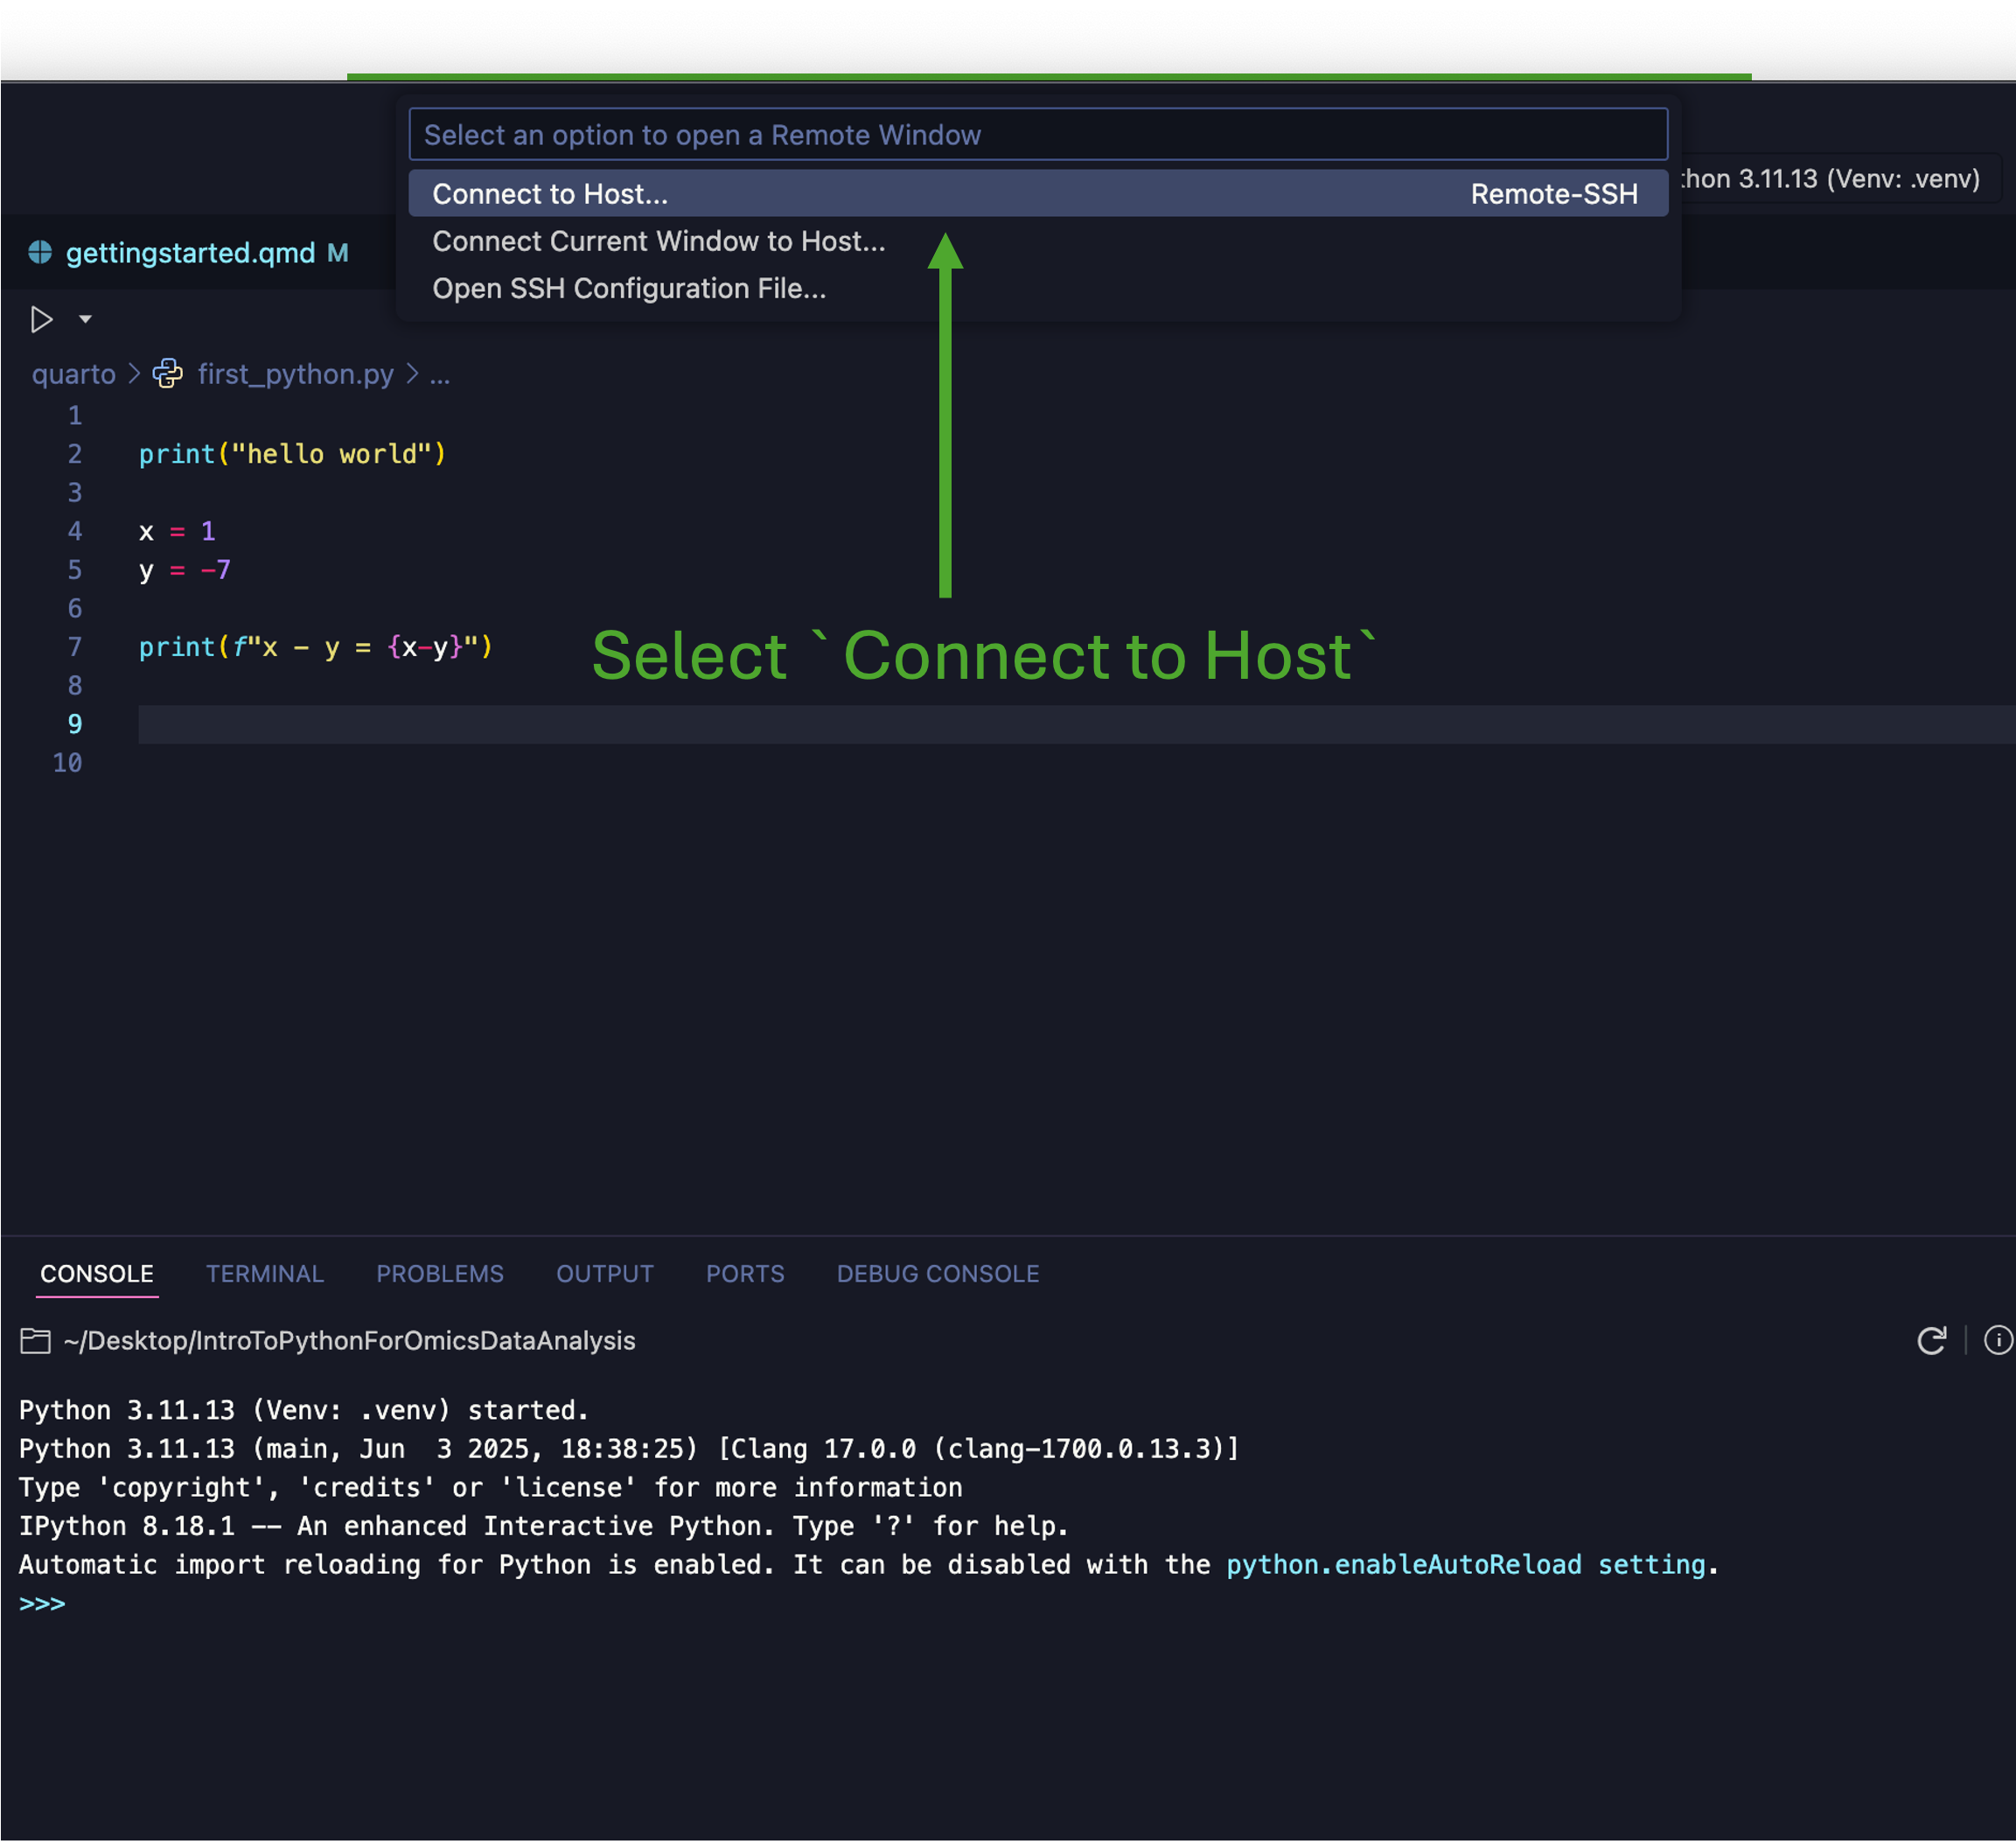 Select an option to open a Remote Window
Connect to Host... Remote-SSH
thon 3.11.13 (Venv: .venv)
Connect Current Window to Host...
gettingstarted.qmd M
Open SSH Configuration File...
quarto > first_python.py > ...
1
2 print("hello world")
3
4 x = 1
5 y = -7
6
7 print(f"x - y = {x-y}")
Select `Connect to Host`
8
9
10
CONSOLE TERMINAL PROBLEMS OUTPUT PORTS DEBUG CONSOLE
~/Desktop/IntroToPythonForOmicsDataAnalysis
Python 3.11.13 (Venv: .venv) started.
Python 3.11.13 (main, Jun  3 2025, 18:38:25) [Clang 17.0.0 (clang-1700.0.13.3)]
Type 'copyright', 'credits' or 'license' for more information
IPython 8.18.1 -- An enhanced Interactive Python. Type '?' for help.
Automatic import reloading for Python is enabled. It can be disabled with the python.enableAutoReload setting.
>>>